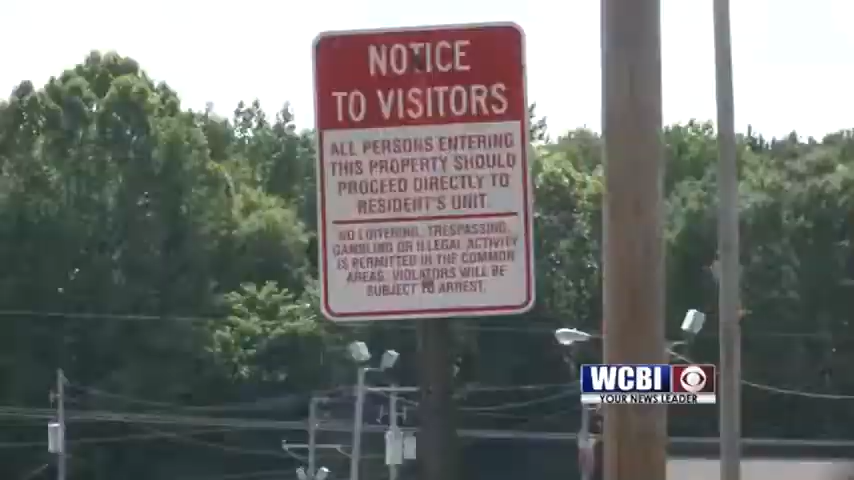 NOTICE
TO VISITORS
ALL PERSONS ENTERING
THIS PROPERTY SHOULD
PROCEED DIRECTLY TO
RESIDENT'S UNIT.
NO LOITERING, TRESPASSING,
GAMBLING OR ILLEGAL ACTIVITY
IS PERMITTED IN THE COMMON
AREAS. VIOLATORS WILL BE
SUBJECT TO ARREST.
WCBI
YOUR NEWS LEADER